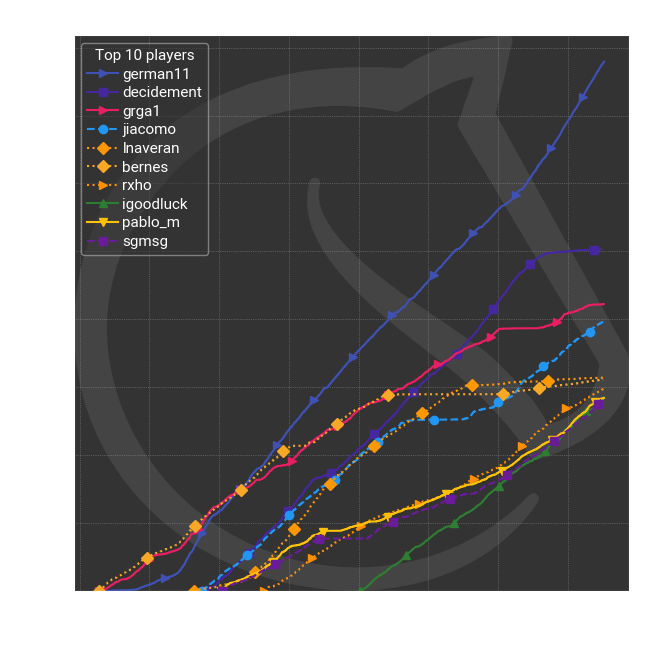 Top 10 players
german11
decidement
grga1
jiacomo
lnaveran
bernes
rxho
igoodluck
pablo_m
sgmsg